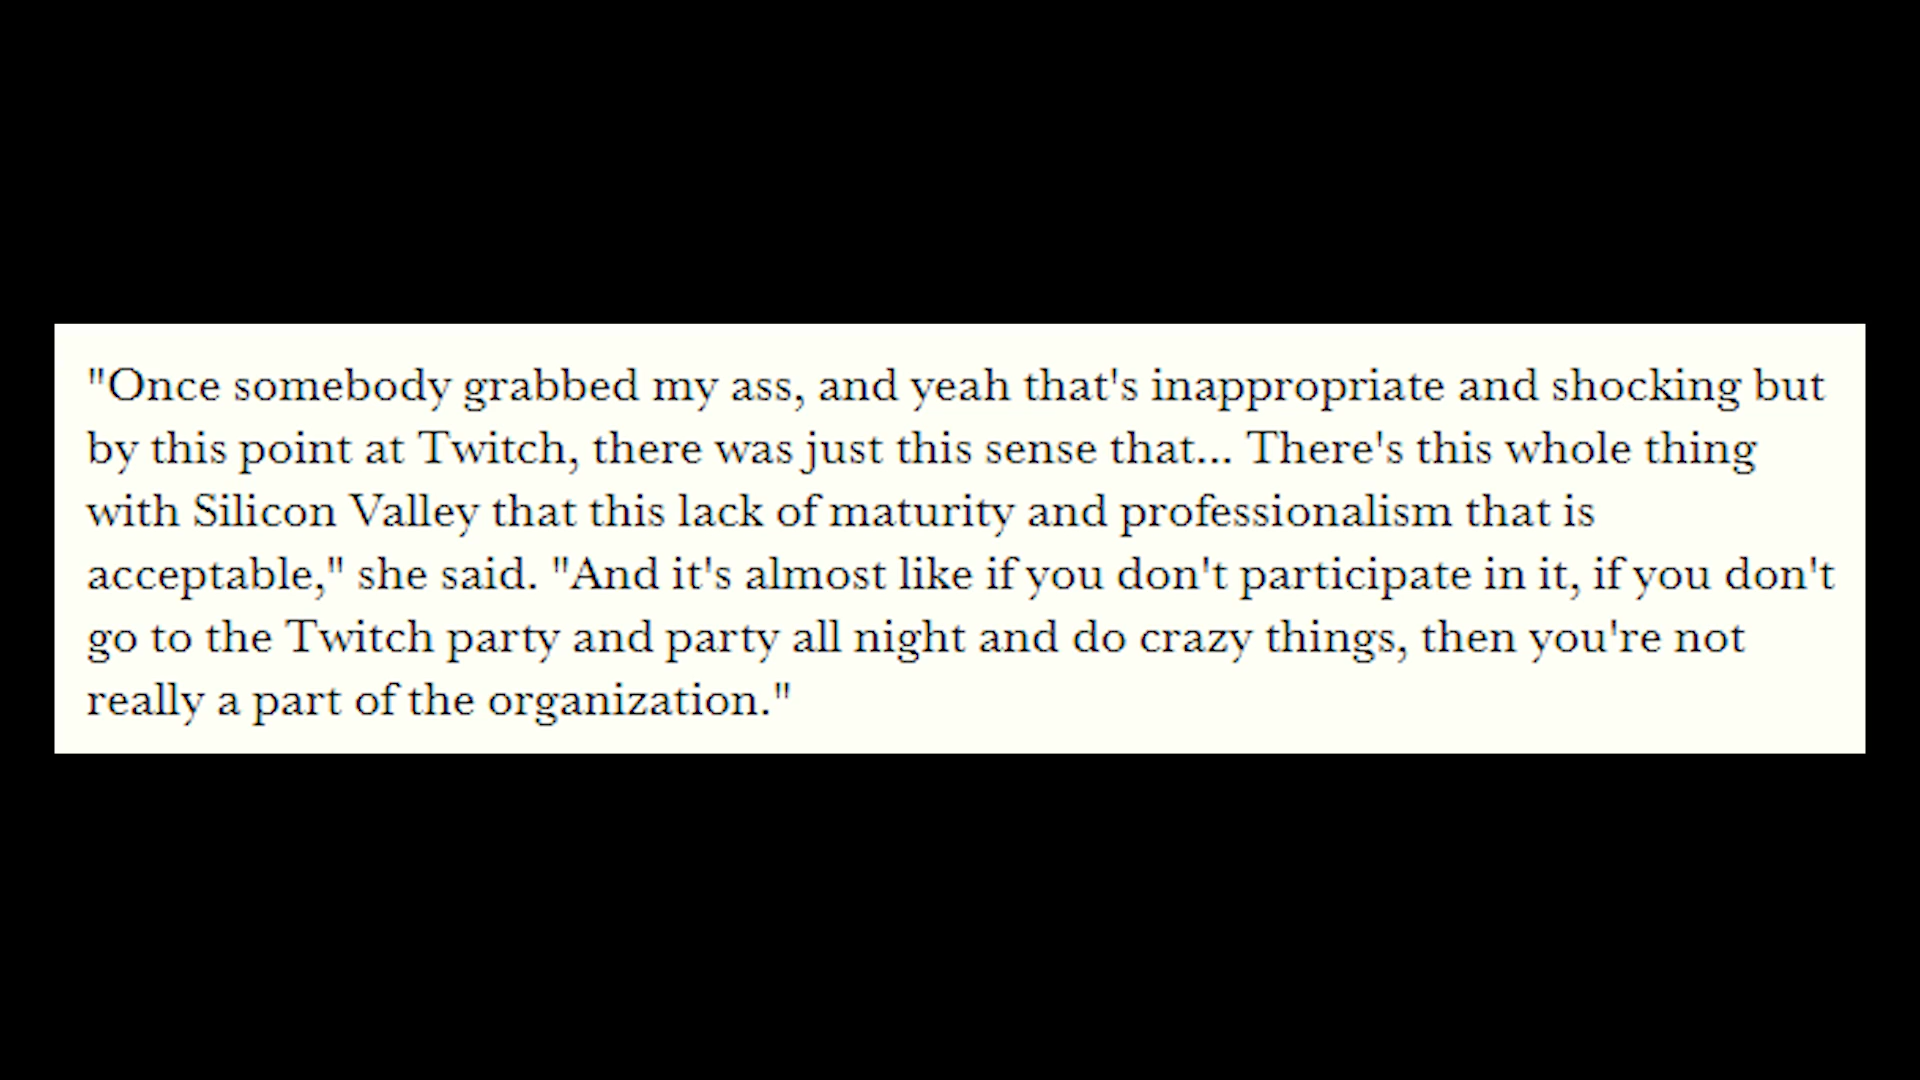 "Once somebody grabbed my ass, and yeah that's inappropriate and shocking but
by this point at Twitch, there was just this sense that... There's this whole thing
with Silicon Valley that this lack of maturity and professionalism that is
acceptable," she said. "And it's almost like if you don't participate in it, if you don't
go to the Twitch party and party all night and do crazy things, then you're not
really a part of the organization."